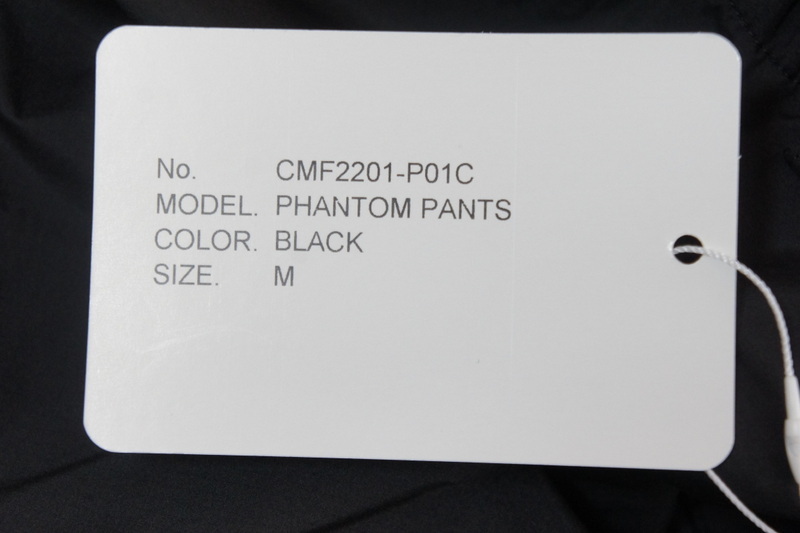 No. CMF2201-P01C
MODEL. PHANTOM PANTS
COLOR. BLACK
SIZE. M